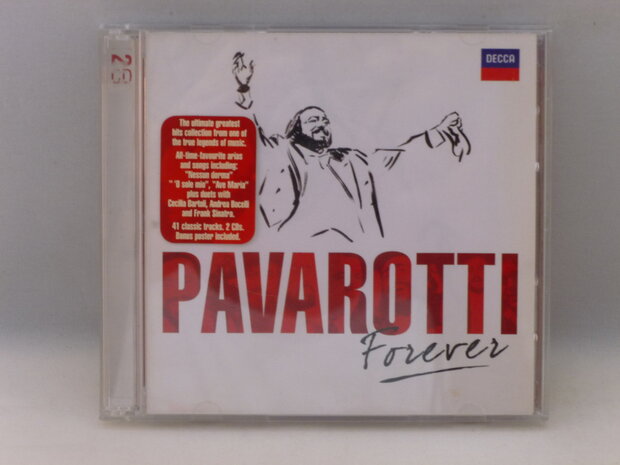 2CD
DECCA
The ultimate greatest
hits collection from one of
the true legends of music.
All-time-favourite arias
and songs including:
"Nessun dorma"
"'O sole mio", "Ave Maria"
plus duets with
Cecilia Bartoli, Andrea Bocelli
and Frank Sinatra.
41 classic tracks. 2 CDs.
Bonus poster included.
PAVAROTTI
Forever